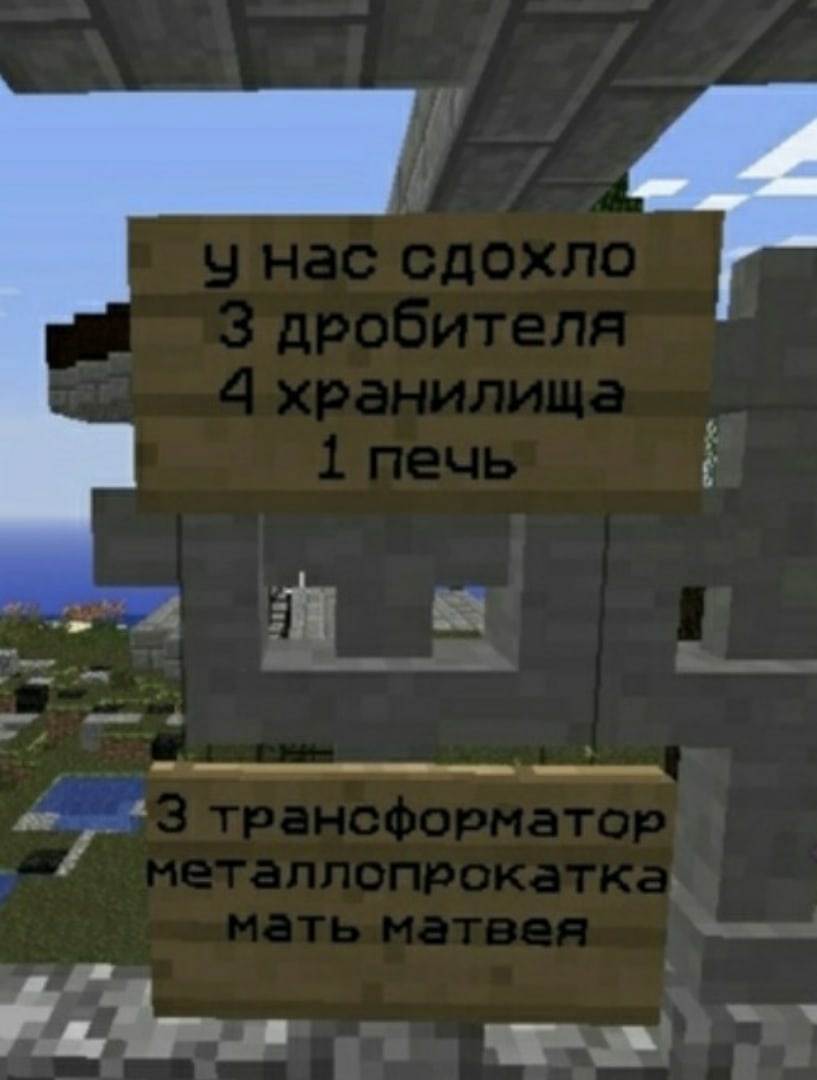 у нас сдохло
3 дробителя
4 хранилища
1 печь
3 трансформатор
металлопрокатка
мать матвея